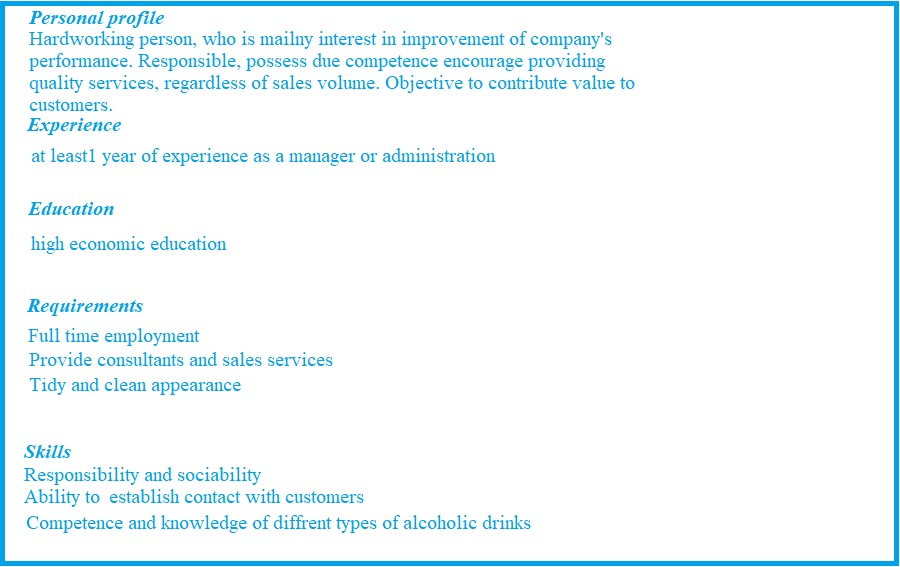 Personal profile
Hardworking person, who is mailny interest in improvement of company's
performance. Responsible, possess due competence encourage providing
quality services, regardless of sales volume. Objective to contribute value to
customers.
Experience
at least1 year of experience as a manager or administration
Education
high economic education
Requirements
Full time employment
Provide consultants and sales services
Tidy and clean appearance
Skills
Responsibility and sociability
Ability to  establish contact with customers
Competence and knowledge of diffrent types of alcoholic drinks